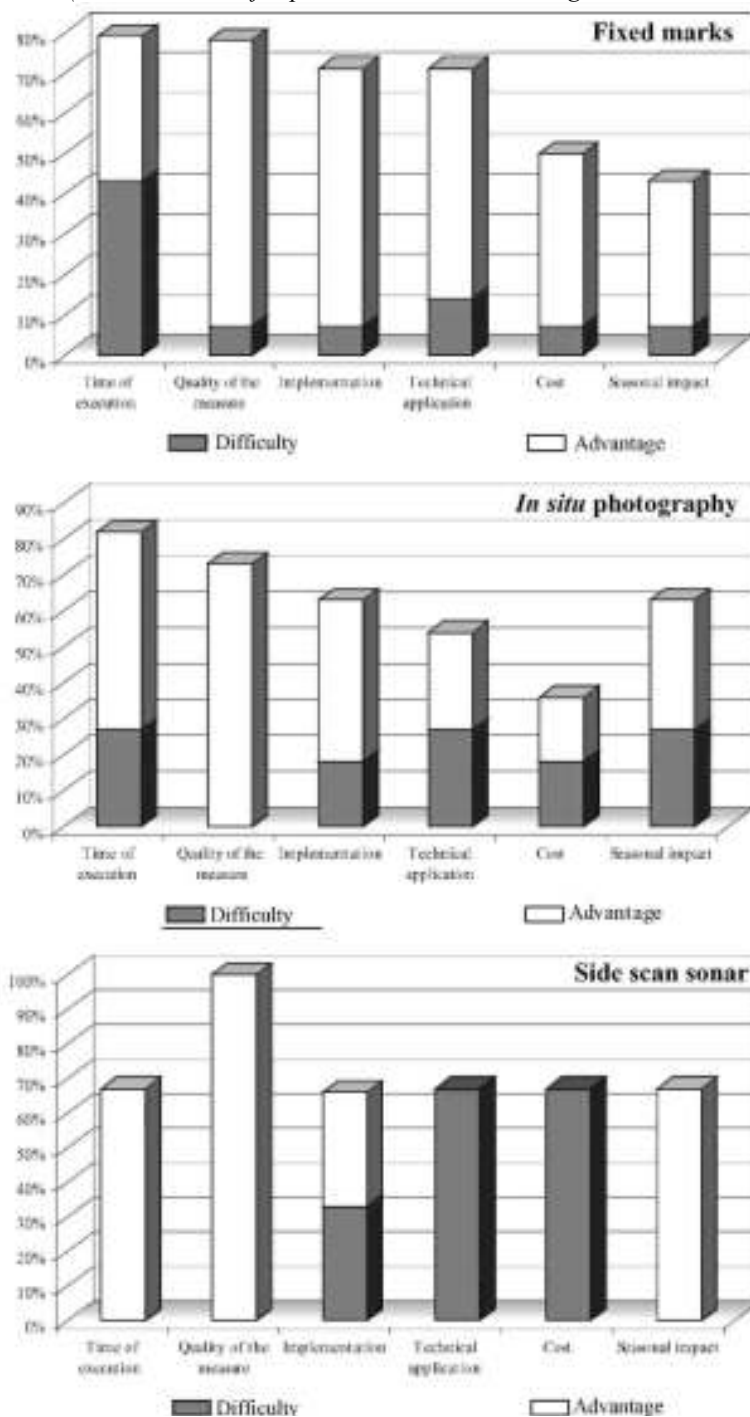 Fixed marks
80%
70%
60%
50%
40%
30%
20%
10%
0%
Time of execution
Quality of the measure
Implementation
Technical application
Cost
Seasonal impact
Difficulty
Advantage
In situ photography
90%
80%
70%
60%
50%
40%
30%
20%
10%
0%
Time of execution
Quality of the measure
Implementation
Technical application
Cost
Seasonal impact
Difficulty
Advantage
Side scan sonar
100%
90%
80%
70%
60%
50%
40%
30%
20%
10%
0%
Time of execution
Quality of the measure
Implementation
Technical application
Cost
Seasonal impact
Difficulty
Advantage